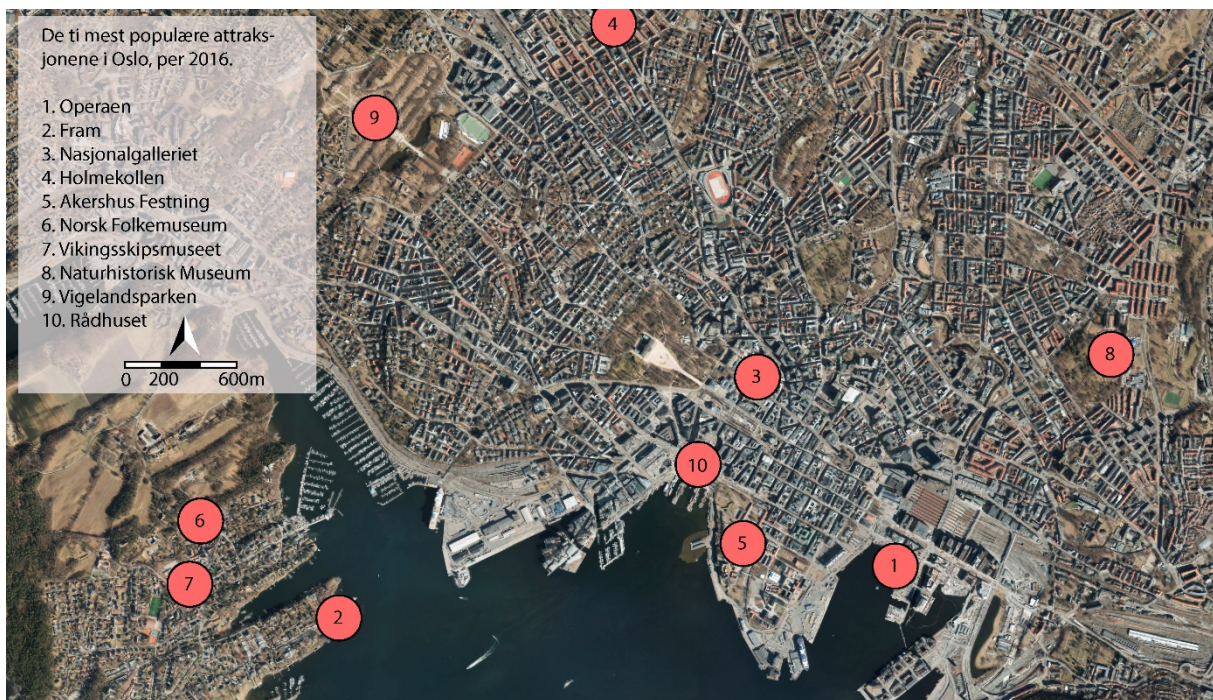 De ti mest populære attraks-
jonene i Oslo, per 2016.
1. Operaen
2. Fram
3. Nasjonalgalleriet
4. Holmekollen
5. Akershus Festning
6. Norsk Folkemuseum
7. Vikingsskipsmuseet
8. Naturhistorisk Museum
9. Vigelandsparken
10. Rådhuset
0 200 600m
4
9
8
3
10
6
5
1
7
2